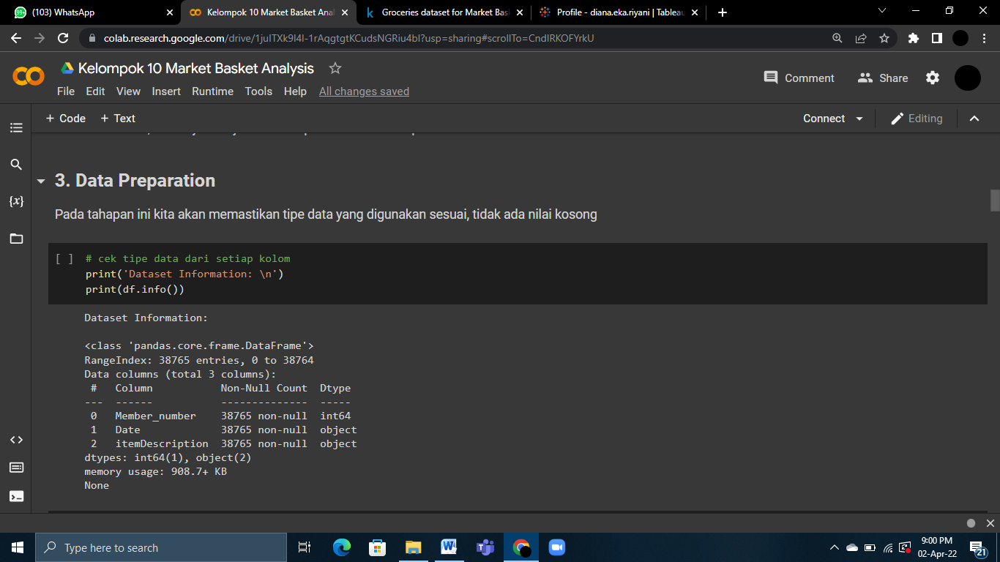 (103) WhatsApp
Kelompok 10 Market Basket Anal
Groceries dataset for Market Bas
Profile - diana.eka.riyani | Tableau
colab.research.google.com/drive/1juITXk9I4I-1rAqgtgtKCudsNGRiu4bI?usp=sharing#scrollTo=CndIRKOFYrkU
Kelompok 10 Market Basket Analysis
File Edit View Insert Runtime Tools Help All changes saved
Comment Share
+ Code + Text
Connect Editing
3. Data Preparation
Pada tahapan ini kita akan memastikan tipe data yang digunakan sesuai, tidak ada nilai kosong
[ ] # cek tipe data dari setiap kolom
print('Dataset Information: \n')
print(df.info())
Dataset Information:
<class 'pandas.core.frame.DataFrame'>
RangeIndex: 38765 entries, 0 to 38764
Data columns (total 3 columns):
# Column Non-Null Count Dtype
--- ------ -------------- -----
0 Member_number 38765 non-null int64
1 Date 38765 non-null object
2 itemDescription 38765 non-null object
dtypes: int64(1), object(2)
memory usage: 908.7+ KB
None
Type here to search
9:00 PM
02-Apr-22
21